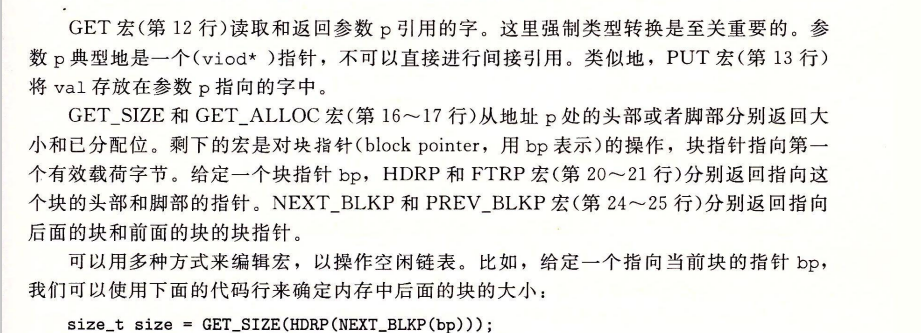 GET 宏(第 12 行)读取和返回参数 p 引用的字。这里强制类型转换是至关重要的。参
数 p 典型地是一个(viod* )指针，不可以直接进行间接引用。类似地，PUT 宏(第 13 行)
将 val 存放在参数 p 指向的字中。
GET_SIZE 和 GET_ALLOC 宏(第 16～17 行)从地址 p 处的头部或者脚部分别返回大
小和已分配位。剩下的宏是对块指针(block pointer，用 bp 表示)的操作，块指针指向第一
个有效载荷字节。给定一个块指针 bp，HDRP 和 FTRP 宏(第 20～21 行)分别返回指向这
个块的头部和脚部的指针。NEXT_BLKP 和 PREV_BLKP 宏(第 24～25 行)分别返回指向
后面的块和前面的块的块指针。
可以用多种方式来编辑宏，以操作空闲链表。比如，给定一个指向当前块的指针 bp，
我们可以使用下面的代码行来确定内存中后面的块的大小：
size_t size = GET_SIZE(HDRP(NEXT_BLKP(bp)));